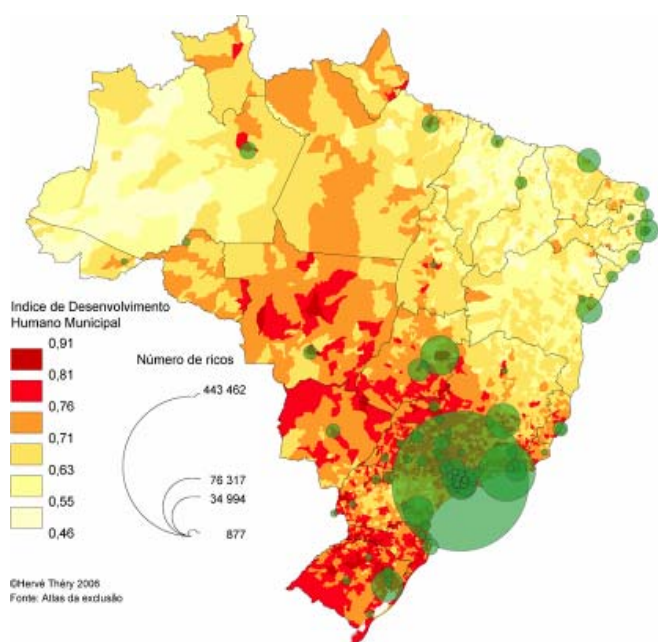 Indice de Desenvolvimento
Humano Municipal
0,91
0,81
0,76
0,71
0,63
0,55
0,46
Número de ricos
443 462
76 317
34 994
877
©Hervé Théry 2006
Fonte: Atlas da exclusão